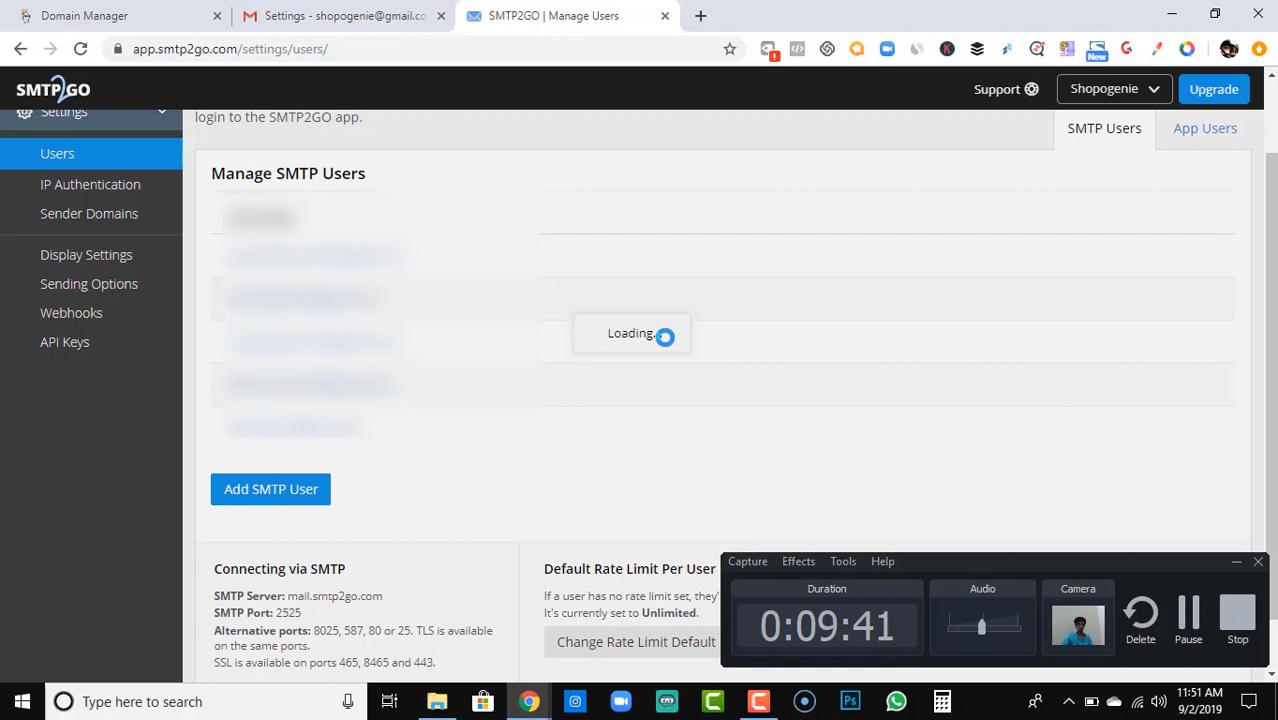 Domain Manager
Settings - shopogenie@gmail.co
SMTP2GO | Manage Users
app.smtp2go.com/settings/users/
New
SMTP2GO
Support
Shopogenie
Upgrade
Settings
Users
IP Authentication
Sender Domains
Display Settings
Sending Options
Webhooks
API Keys
login to the SMTP2GO app.
SMTP Users
App Users
Manage SMTP Users
Loading..
Add SMTP User
Connecting via SMTP
SMTP Server: mail.smtp2go.com
SMTP Port: 2525
Alternative ports: 8025, 587, 80 or 25. TLS is available
on the same ports.
SSL is available on ports 465, 8465 and 443.
Default Rate Limit Per User
If a user has no rate limit set, they'
It's currently set to Unlimited.
Change Rate Limit Default
Capture
Effects
Tools
Help
Duration
0:09:41
Audio
Camera
Delete
Pause
Stop
Type here to search
11:51 AM
9/2/2019